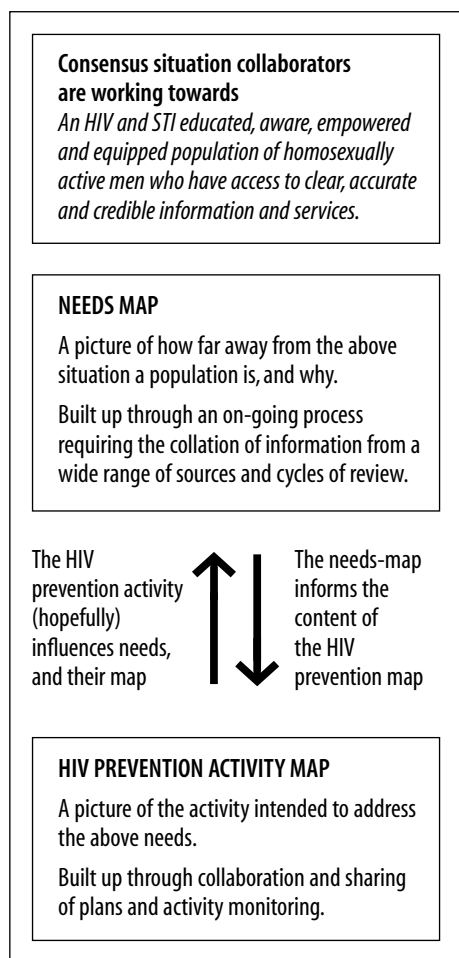 Consensus situation collaborators
are working towards
An HIV and STI educated, aware, empowered
and equipped population of homosexually
active men who have access to clear, accurate
and credible information and services.
NEEDS MAP
A picture of how far away from the above
situation a population is, and why.
Built up through an on-going process
requiring the collation of information from a
wide range of sources and cycles of review.
The HIV
prevention activity
(hopefully)
influences needs,
and their map
The needs-map
informs the
content of
the HIV
prevention map
HIV PREVENTION ACTIVITY MAP
A picture of the activity intended to address
the above needs.
Built up through collaboration and sharing
of plans and activity monitoring.